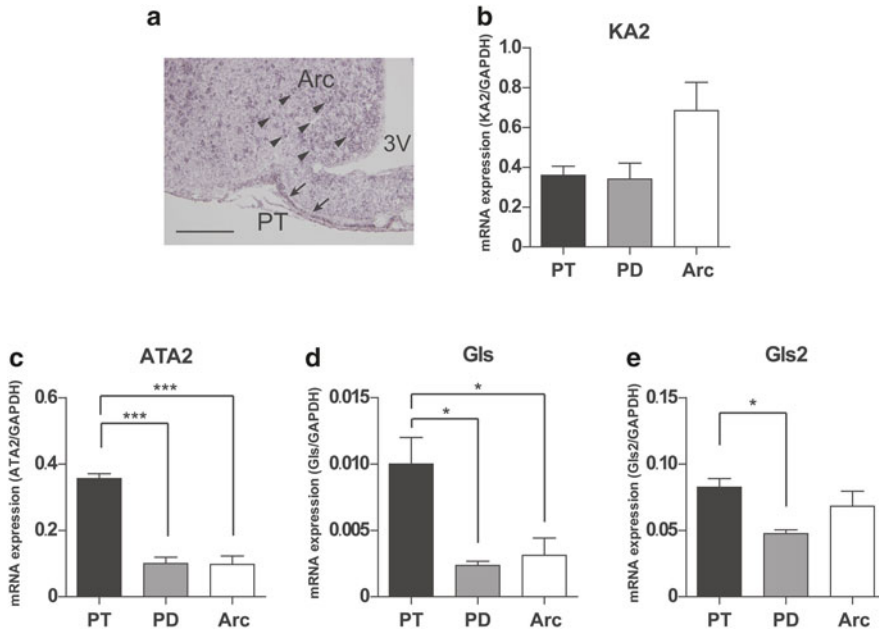 a
Arc
3V
PT
b
KA2
mRNA expression (KA2/GAPDH)
1.0
0.8
0.6
0.4
0.2
0
PT PD Arc
c
ATA2
mRNA expression (ATA2/GAPDH)
0.6
0.4
0.2
0
***
***
PT PD Arc
d
Gls
mRNA expression (Gls/GAPDH)
0.015
0.010
0.005
0
*
*
PT PD Arc
e
Gls2
mRNA expression (Gls2/GAPDH)
0.15
0.10
0.05
0
*
PT PD Arc